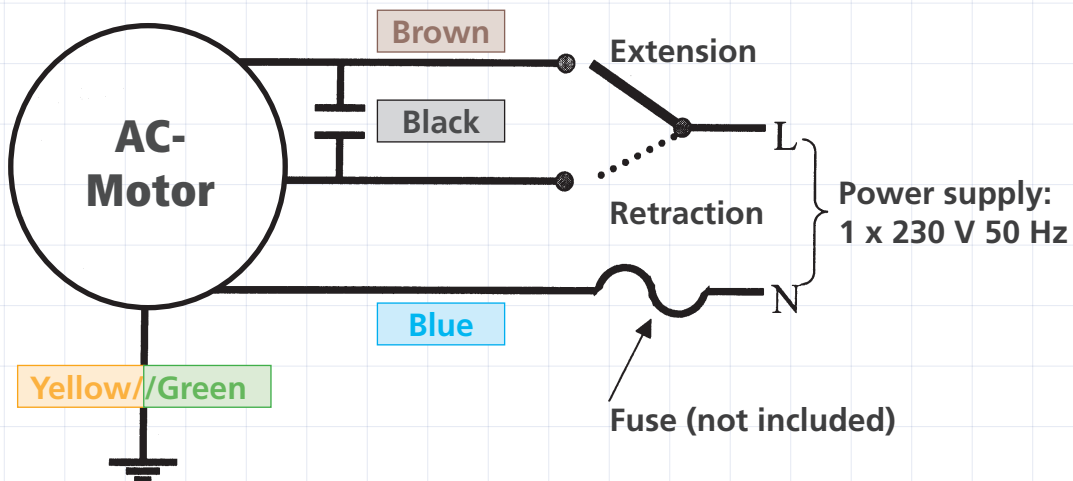 Brown
Extension
Black
AC-
Motor
L
Power supply:
1 x 230 V 50 Hz
Retraction
N
Blue
Yellow//Green
Fuse (not included)